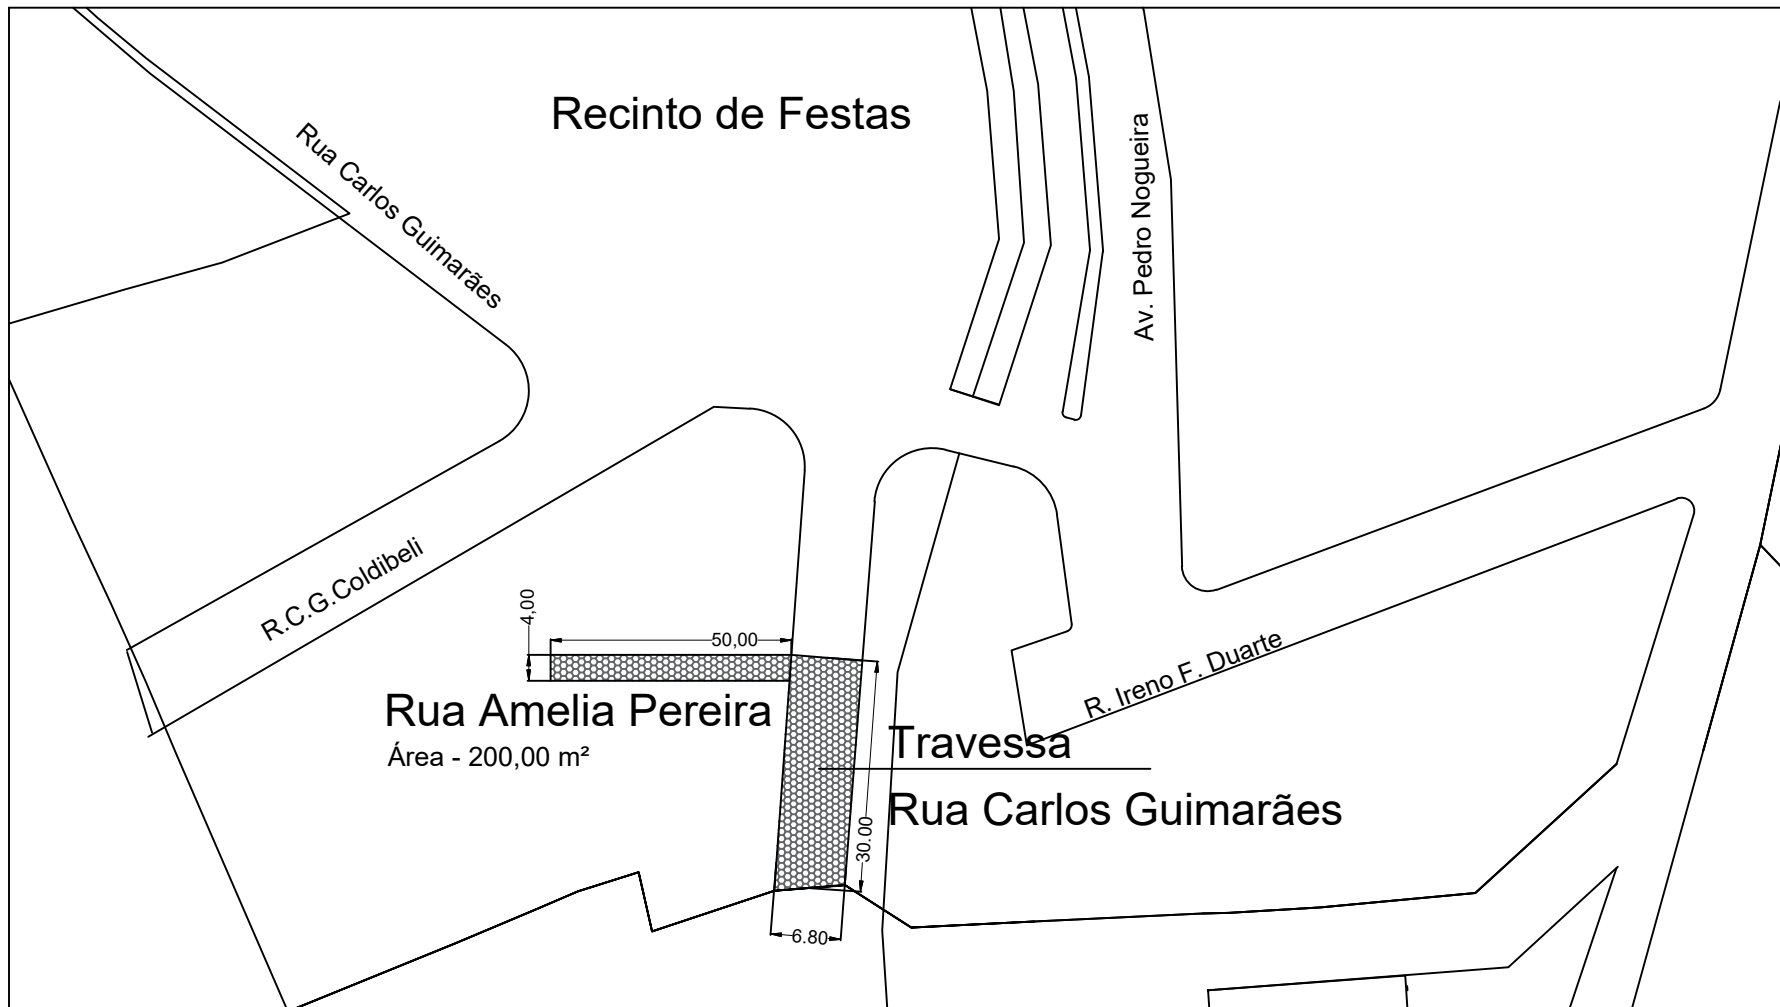 Recinto de Festas
Rua Carlos Guimarães
Av. Pedro Nogueira
R.C.G.Coldibeli
4,00
50,00
R. Ireno F. Duarte
Rua Amelia Pereira
Área - 200,00 m²
Travessa
Rua Carlos Guimarães
30.00
6.80